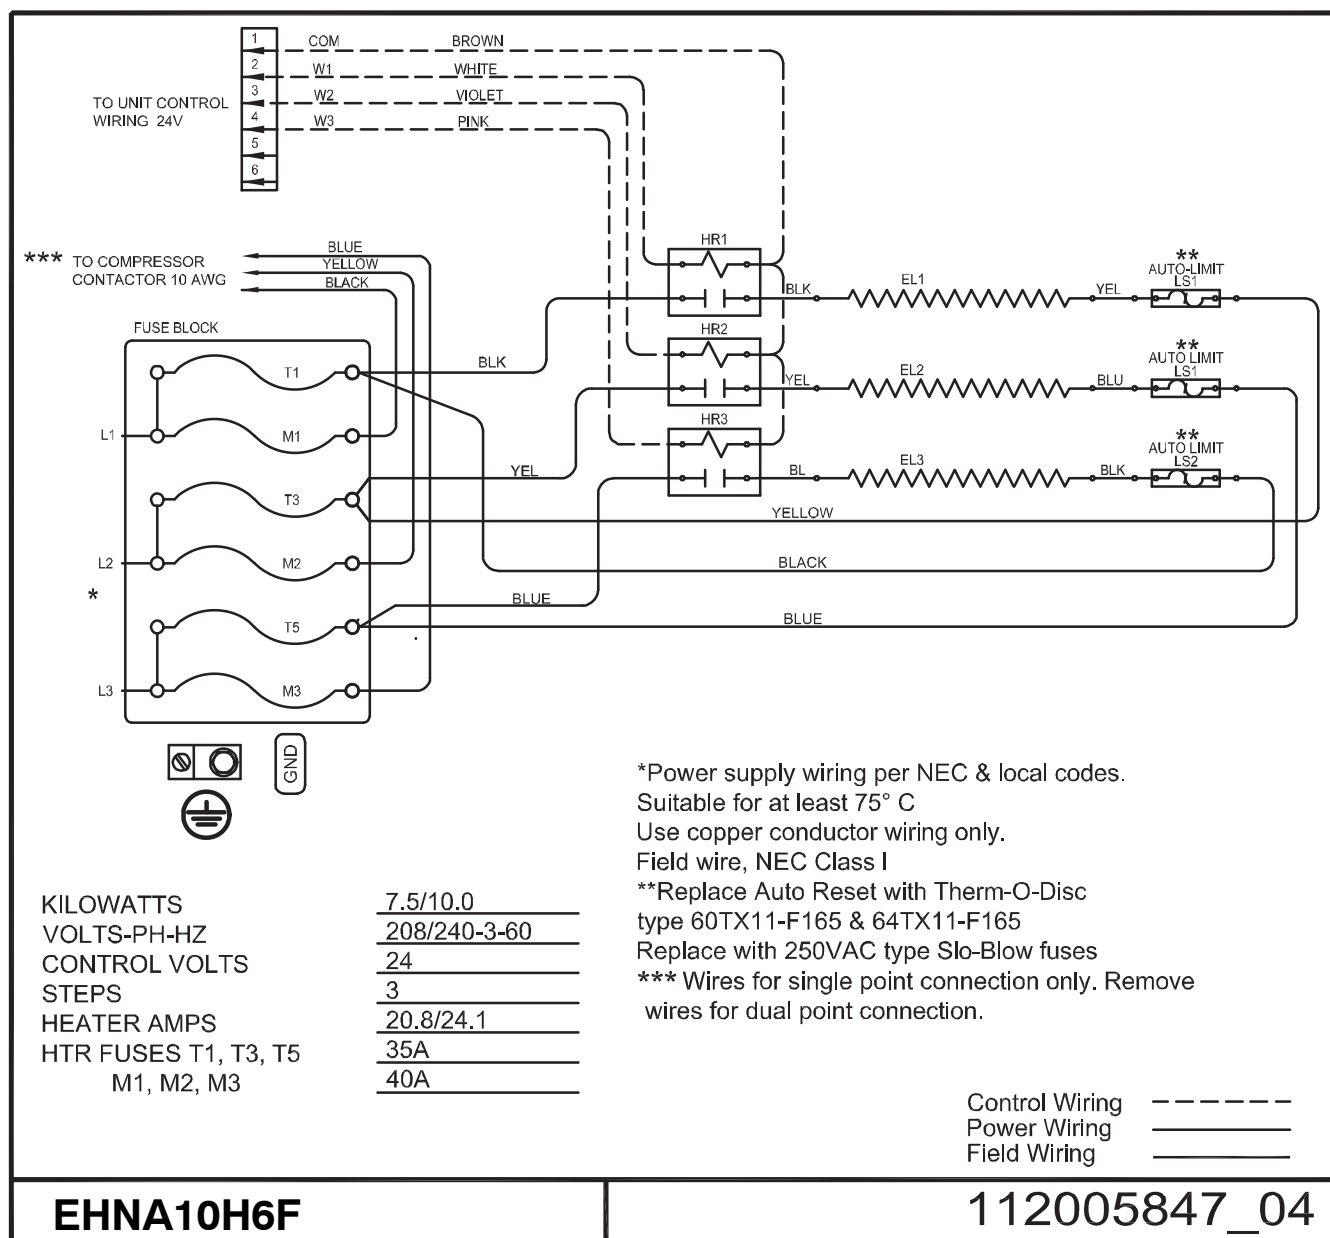 1 COM BROWN
2 W1 WHITE
3 W2 VIOLET
4 W3 PINK
5
6
TO UNIT CONTROL
WIRING 24V
*** TO COMPRESSOR
CONTACTOR 10 AWG
BLUE
YELLOW
BLACK
FUSE BLOCK
T1
L1 M1
T3
L2 M2
*
T5
L3 M3
GND
BLK
YEL
BLUE
HR1
BLK EL1 YEL
**
AUTO-LIMIT
LS1
HR2
YEL EL2 BLU
**
AUTO LIMIT
LS1
HR3
BL EL3 BLK
**
AUTO LIMIT
LS2
YELLOW
BLACK
BLUE
*Power supply wiring per NEC & local codes.
Suitable for at least 75° C
Use copper conductor wiring only.
Field wire, NEC Class I
**Replace Auto Reset with Therm-O-Disc
type 60TX11-F165 & 64TX11-F165
Replace with 250VAC type Slo-Blow fuses
*** Wires for single point connection only. Remove
wires for dual point connection.
KILOWATTS 7.5/10.0
VOLTS-PH-HZ 208/240-3-60
CONTROL VOLTS 24
STEPS 3
HEATER AMPS 20.8/24.1
HTR FUSES T1, T3, T5 35A
M1, M2, M3 40A
Control Wiring
Power Wiring
Field Wiring
EHNA10H6F
112005847_04